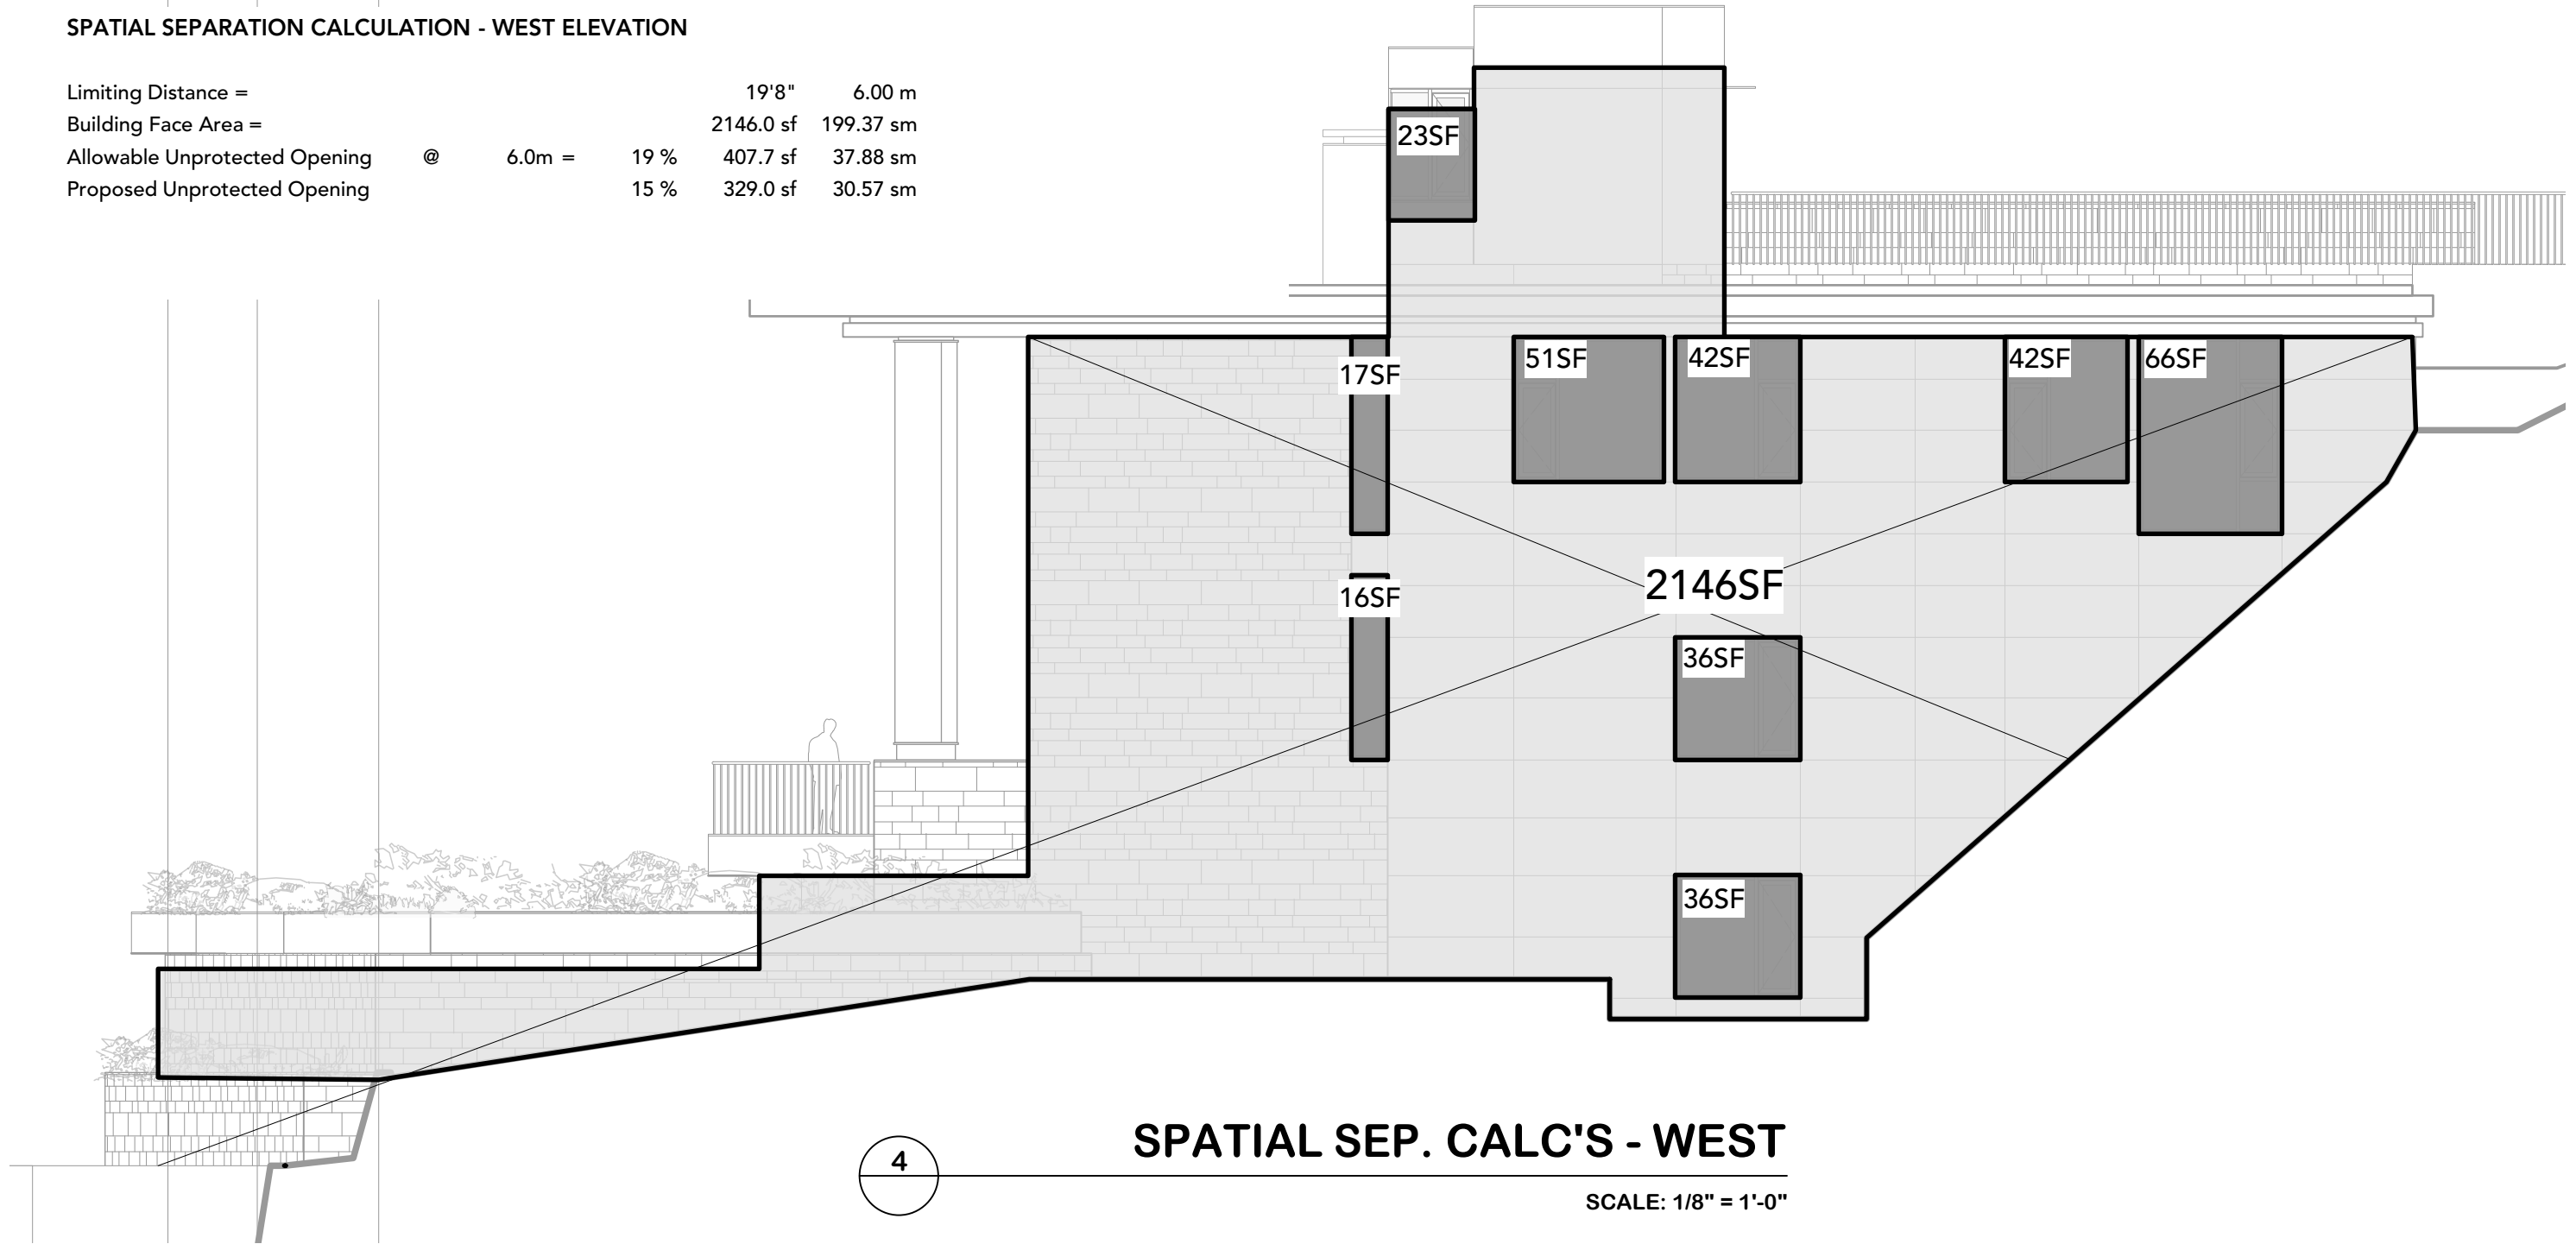 SPATIAL SEPARATION CALCULATION - WEST ELEVATION
Limiting Distance = 19'8" 6.00 m
Building Face Area = 2146.0 sf 199.37 sm
Allowable Unprotected Opening @ 6.0m = 19 % 407.7 sf 37.88 sm
Proposed Unprotected Opening 15 % 329.0 sf 30.57 sm
23SF
17SF
51SF
42SF
42SF
66SF
2146SF
16SF
36SF
36SF
4
SPATIAL SEP. CALC'S - WEST
SCALE: 1/8" = 1'-0"